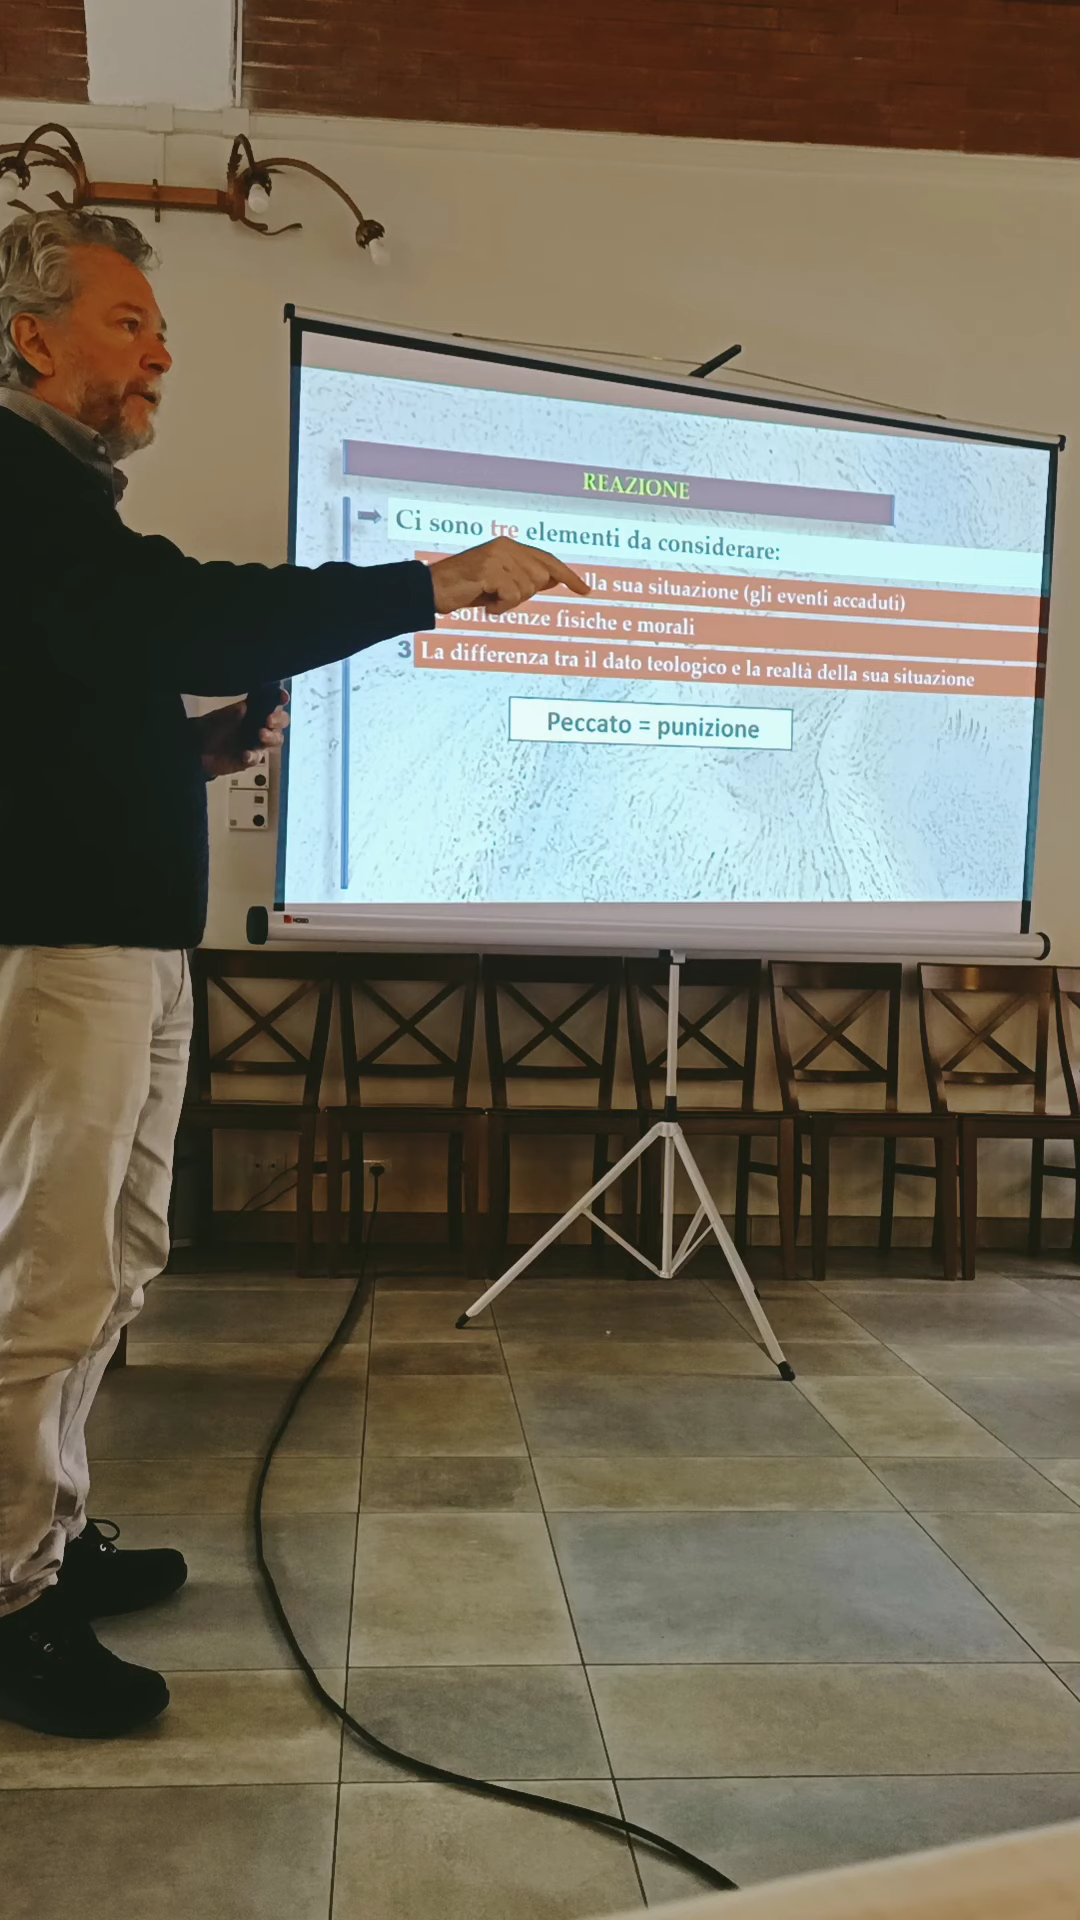 REAZIONE
Ci sono tre elementi da considerare:
sua situazione (gli eventi accaduti)
sofferenze fisiche e morali
3 La differenza tra il dato teologico e la realtà della sua situazione
Peccato = punizione
NOBO